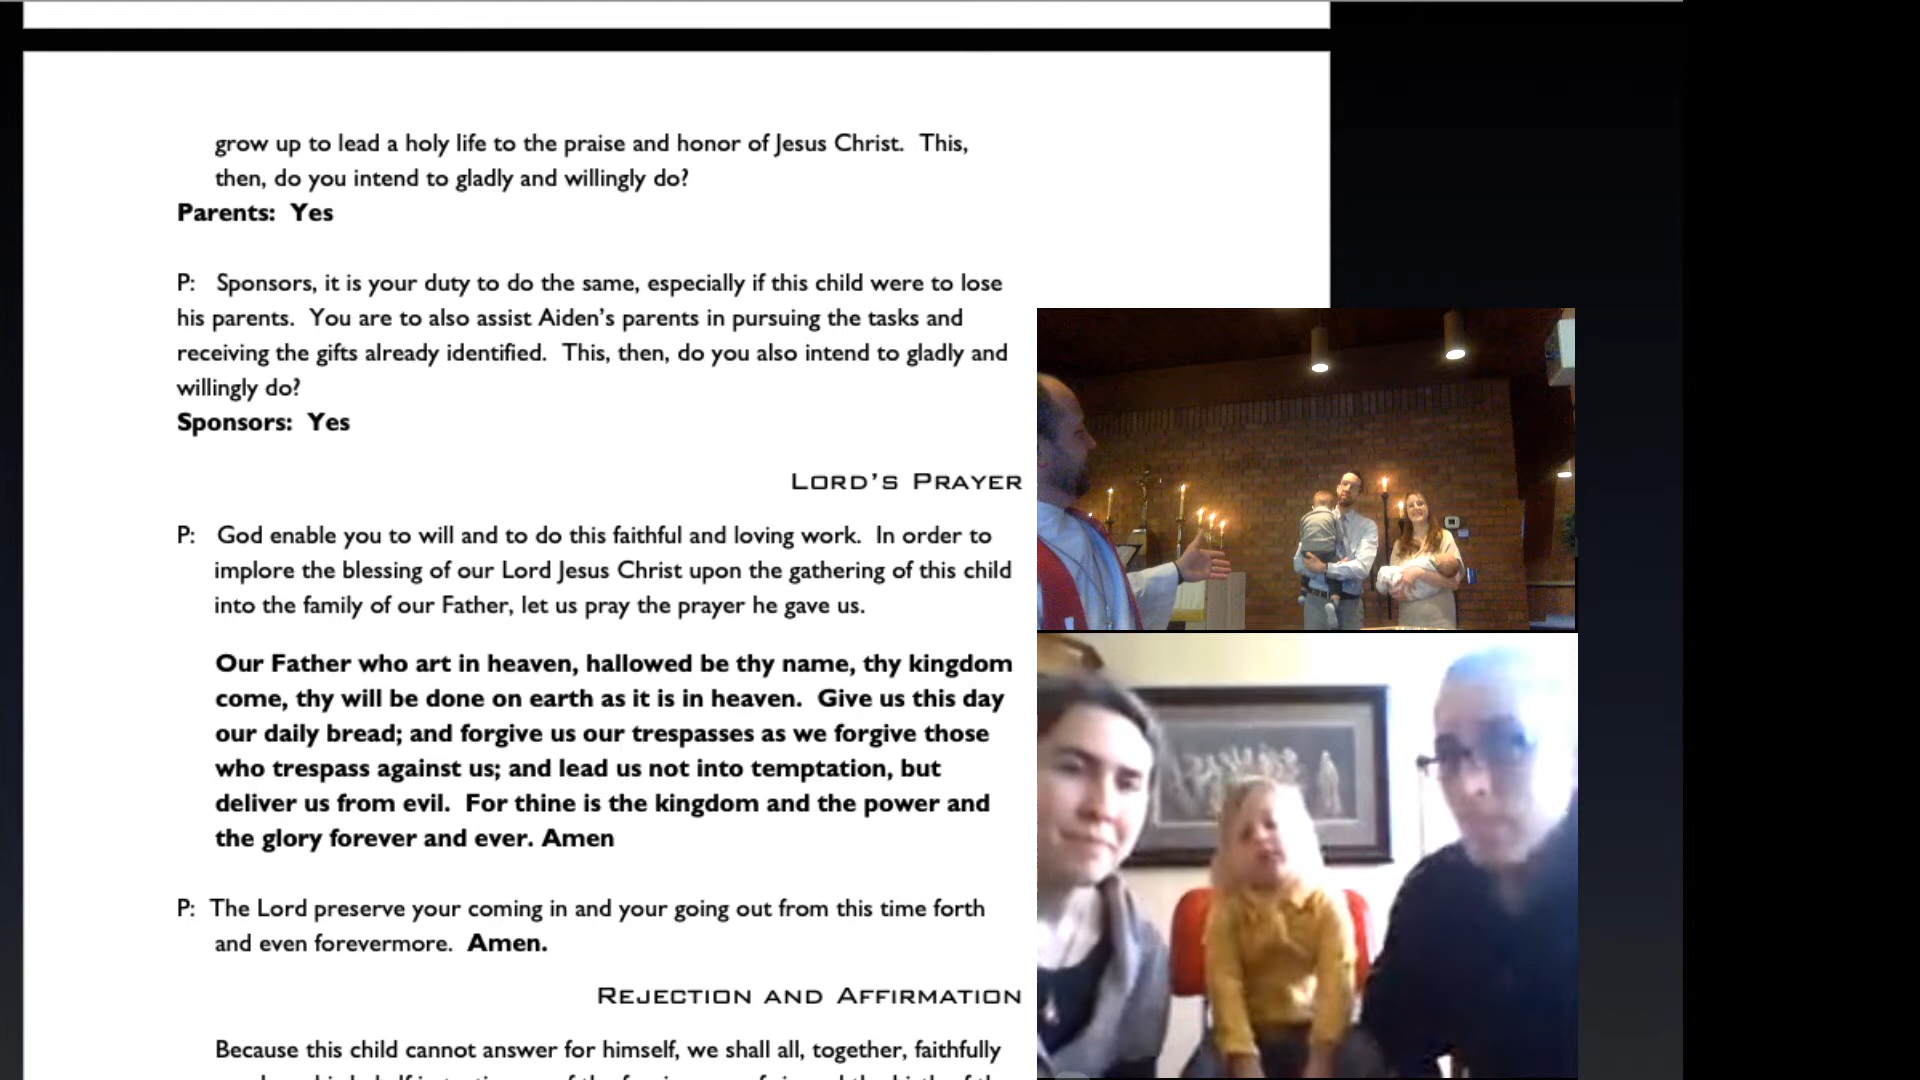 grow up to lead a holy life to the praise and honor of Jesus Christ.  This,
then, do you intend to gladly and willingly do?
Parents:  Yes
P:   Sponsors, it is your duty to do the same, especially if this child were to lose
his parents.  You are to also assist Aiden's parents in pursuing the tasks and
receiving the gifts already identified.  This, then, do you also intend to gladly and
willingly do?
Sponsors:  Yes
Lord's Prayer
P:   God enable you to will and to do this faithful and loving work.  In order to
implore the blessing of our Lord Jesus Christ upon the gathering of this child
into the family of our Father, let us pray the prayer he gave us.
Our Father who art in heaven, hallowed be thy name, thy kingdom
come, thy will be done on earth as it is in heaven.  Give us this day
our daily bread; and forgive us our trespasses as we forgive those
who trespass against us; and lead us not into temptation, but
deliver us from evil.  For thine is the kingdom and the power and
the glory forever and ever. Amen
P:  The Lord preserve your coming in and your going out from this time forth
and even forevermore.  Amen.
Rejection and Affirmation
Because this child cannot answer for himself, we shall all, together, faithfully